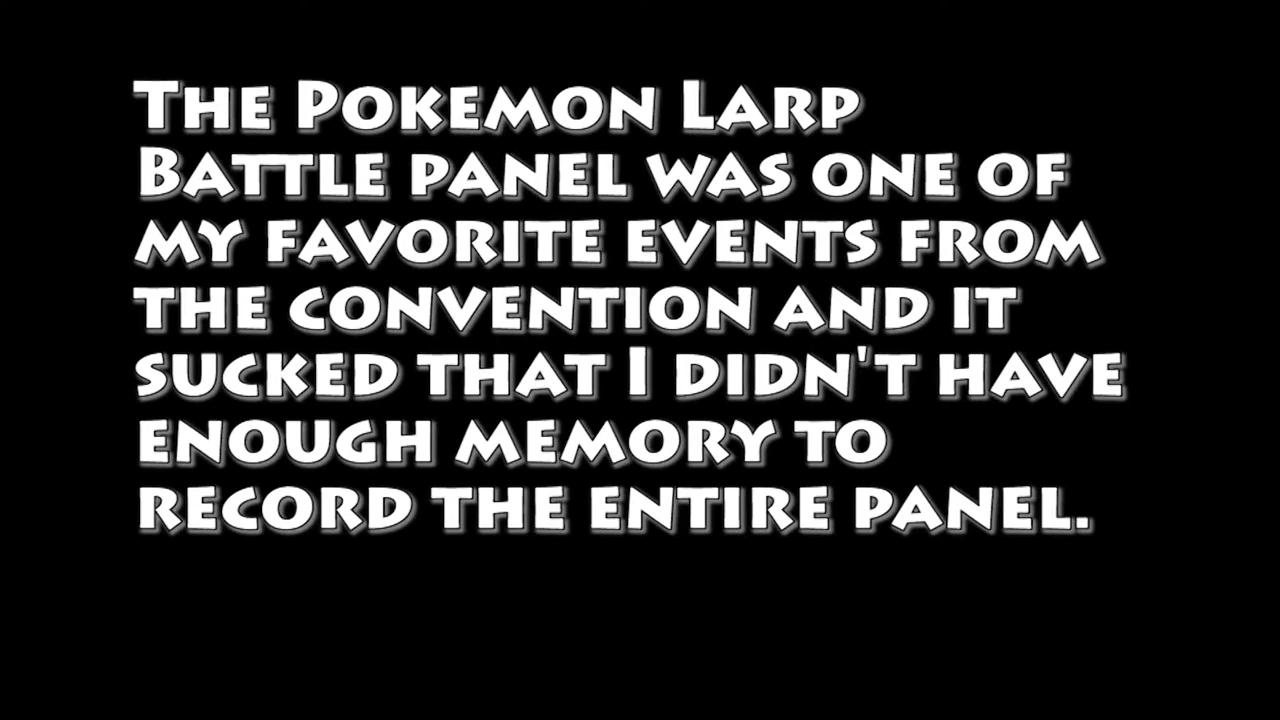 The Pokemon Larp
Battle panel was one of
my favorite events from
the convention and it
sucked that I didn't have
enough memory to
record the entire panel.